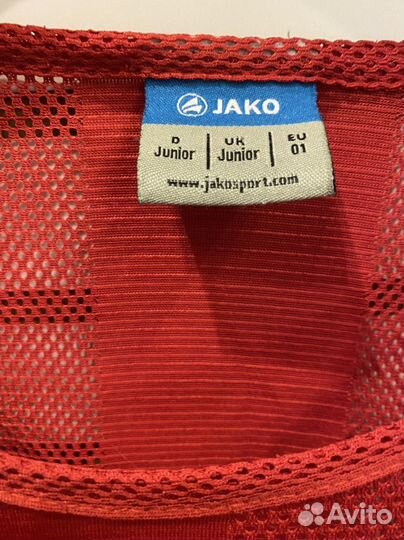 JAKO
D UK EU
Junior Junior 01
www.jakosport.com
Avito